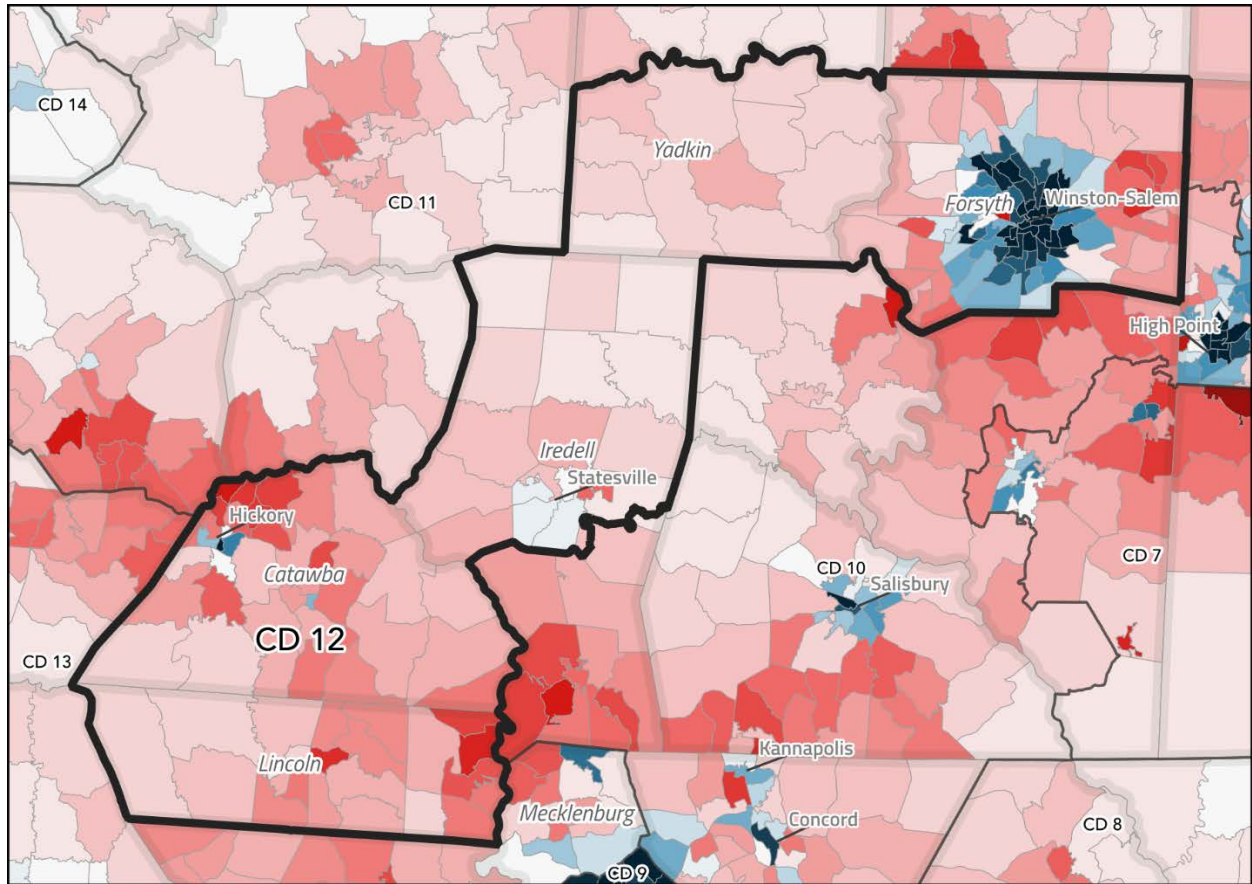 CD 14
Yadkin
CD 11
Forsyth
Winston-Salem
High Point
Iredell
Statesville
Hickory
Catawba
CD 10
Salisbury
CD 7
CD 12
CD 13
Lincoln
Kannapolis
Mecklenburg
Concord
CD 8
CD 9